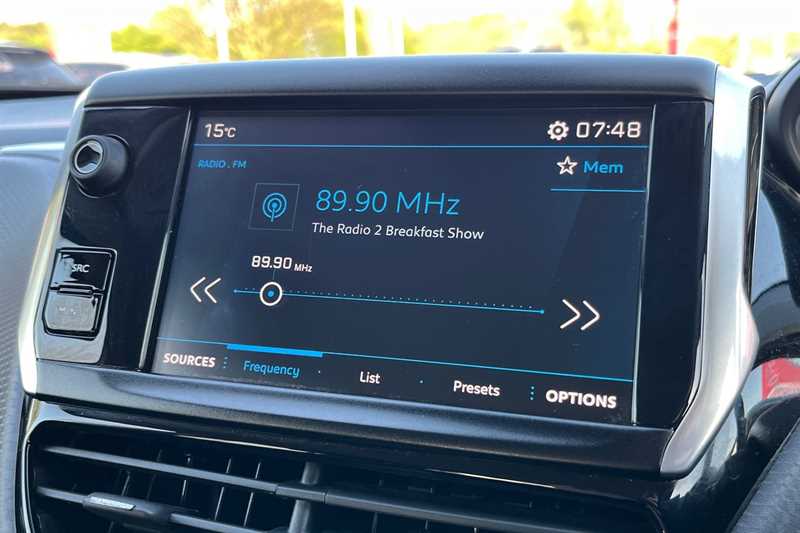 15°C
07:48
RADIO . FM
Mem
89.90 MHz
The Radio 2 Breakfast Show
89.90 MHz
SRC
SOURCES
Frequency
List
Presets
OPTIONS